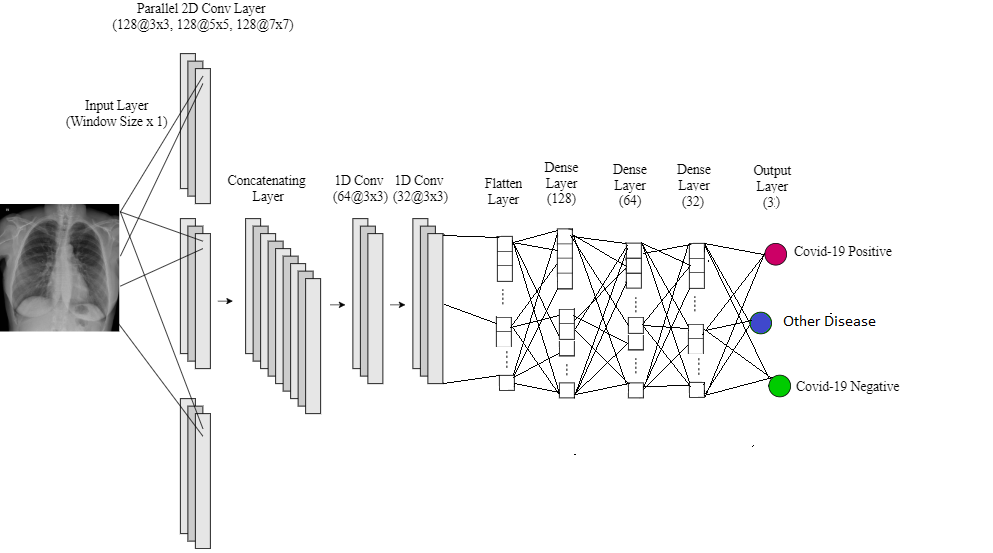 Parallel 2D Conv Layer
(128@3x3, 128@5x5, 128@7x7)
Input Layer
(Window Size x 1)
Concatenating
Layer
1D Conv
(64@3x3)
1D Conv
(32@3x3)
Flatten
Layer
Dense
Layer
(128)
Dense
Layer
(64)
Dense
Layer
(32)
Output
Layer
(3)
Covid-19 Positive
Other Disease
Covid-19 Negative